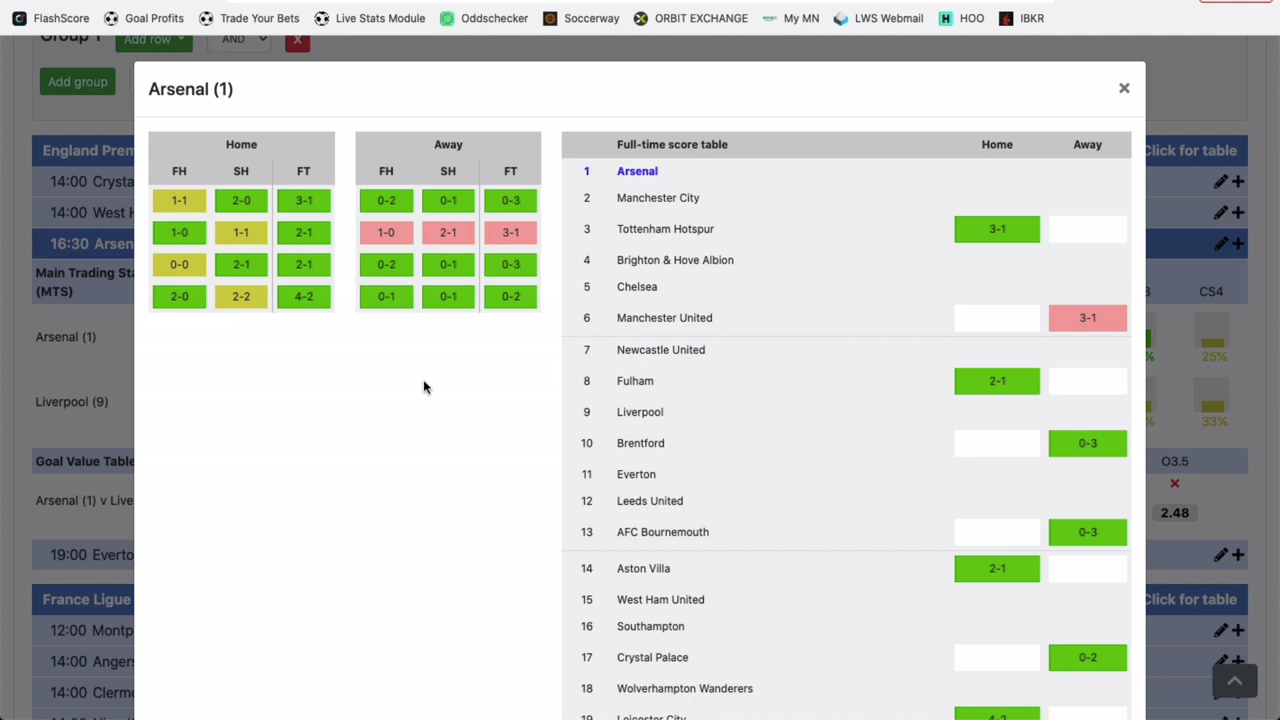 FlashScore Goal Profits Trade Your Bets Live Stats Module Oddschecker Soccerway ORBIT EXCHANGE My MN LWS Webmail HOO IBKR
Group 1 Add row AND x
Add group
Arsenal (1) ×
Home Away Full-time score table Home Away
FH SH FT FH SH FT
1 Arsenal
1-1 2-0 3-1 0-2 0-1 0-3
2 Manchester City
1-0 1-1 2-1 1-0 2-1 3-1
3 Tottenham Hotspur 3-1
0-0 2-1 2-1 0-2 0-1 0-3
4 Brighton & Hove Albion
2-0 2-2 4-2 0-1 0-1 0-2
5 Chelsea
6 Manchester United 3-1
7 Newcastle United
8 Fulham 2-1
9 Liverpool
10 Brentford 0-3
11 Everton
12 Leeds United
13 AFC Bournemouth 0-3
14 Aston Villa 2-1
15 West Ham United
16 Southampton
17 Crystal Palace 0-2
18 Wolverhampton Wanderers
19 Leicester City 4-2
England Prem Click for table
14:00 Crysta
14:00 West H
16:30 Arsen
Main Trading Sta
(MTS) 3 CS4
Arsenal (1) % 25%
Liverpool (9) % 33%
Goal Value Table O3.5
Arsenal (1) v Live 2.48
19:00 Everto
France Ligue Click for table
12:00 Montp
14:00 Angers
14:00 Clermo